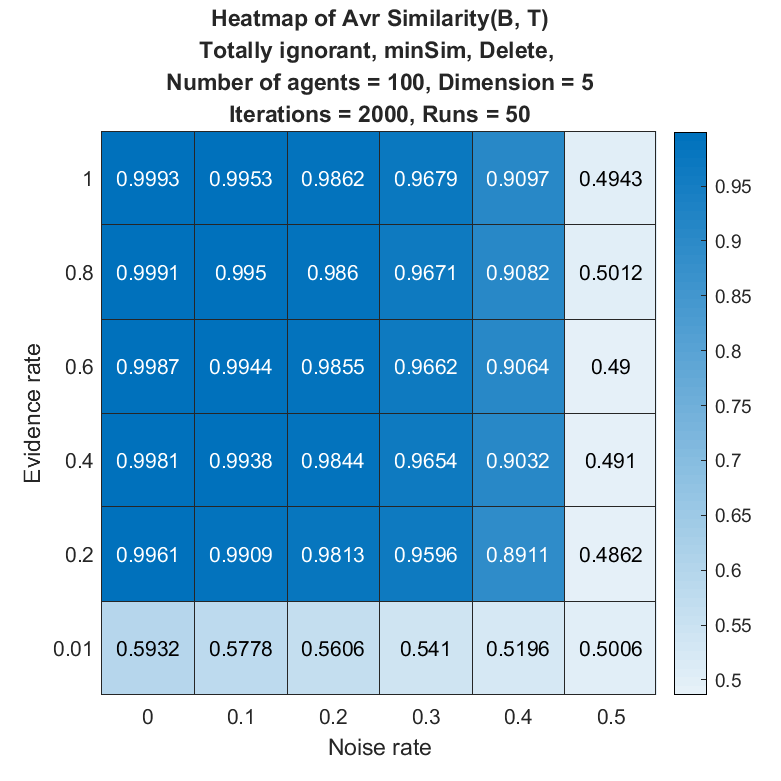 Heatmap of Avr Similarity(B, T)
Totally ignorant, minSim, Delete,
Number of agents = 100, Dimension = 5
Iterations = 2000, Runs = 50
1 0.9993 0.9953 0.9862 0.9679 0.9097 0.4943
0.8 0.9991 0.995 0.986 0.9671 0.9082 0.5012
0.6 0.9987 0.9944 0.9855 0.9662 0.9064 0.49
0.4 0.9981 0.9938 0.9844 0.9654 0.9032 0.491
0.2 0.9961 0.9909 0.9813 0.9596 0.8911 0.4862
0.01 0.5932 0.5778 0.5606 0.541 0.5196 0.5006
0 0.1 0.2 0.3 0.4 0.5
Noise rate
Evidence rate
0.95
0.9
0.85
0.8
0.75
0.7
0.65
0.6
0.55
0.5